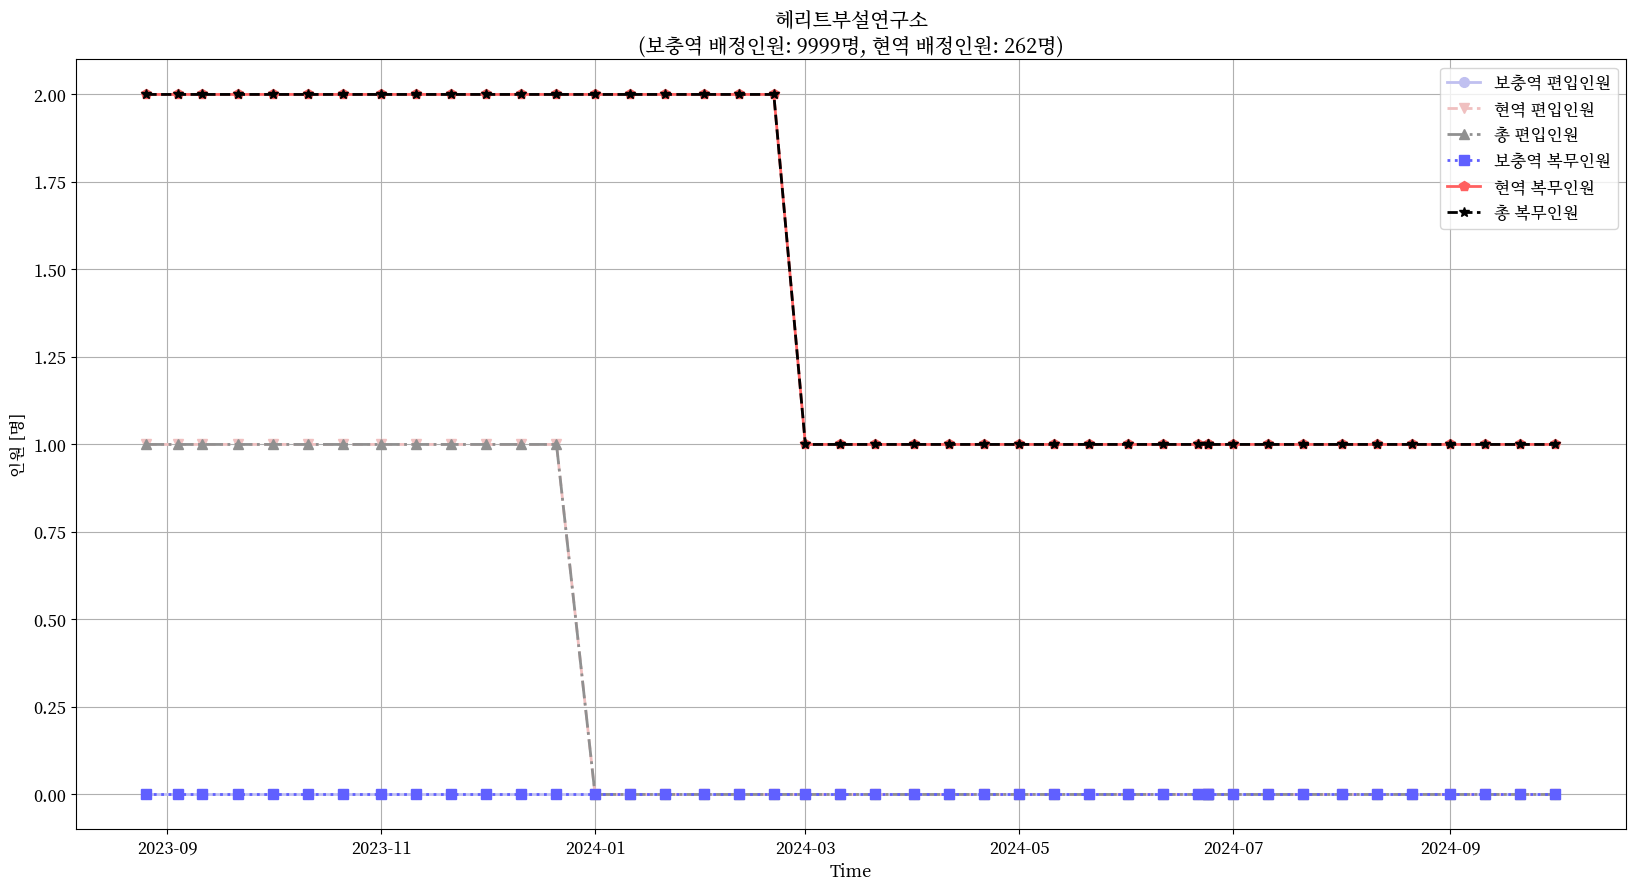 헤리트부설연구소
(보충역 배정인원: 9999명, 현역 배정인원: 262명)
보충역 편입인원
현역 편입인원
총 편입인원
보충역 복무인원
현역 복무인원
총 복무인원
인원 [명]
2.00
1.75
1.50
1.25
1.00
0.75
0.50
0.25
0.00
2023-09
2023-11
2024-01
2024-03
2024-05
2024-07
2024-09
Time